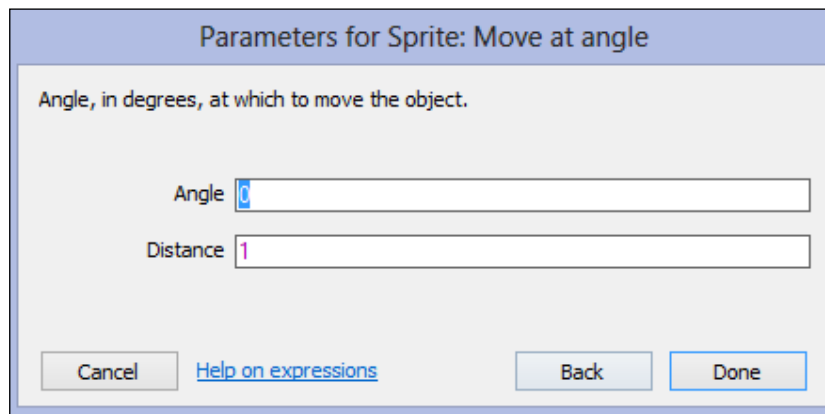 Parameters for Sprite: Move at angle
Angle, in degrees, at which to move the object.
Angle 0
Distance 1
Cancel Help on expressions Back Done